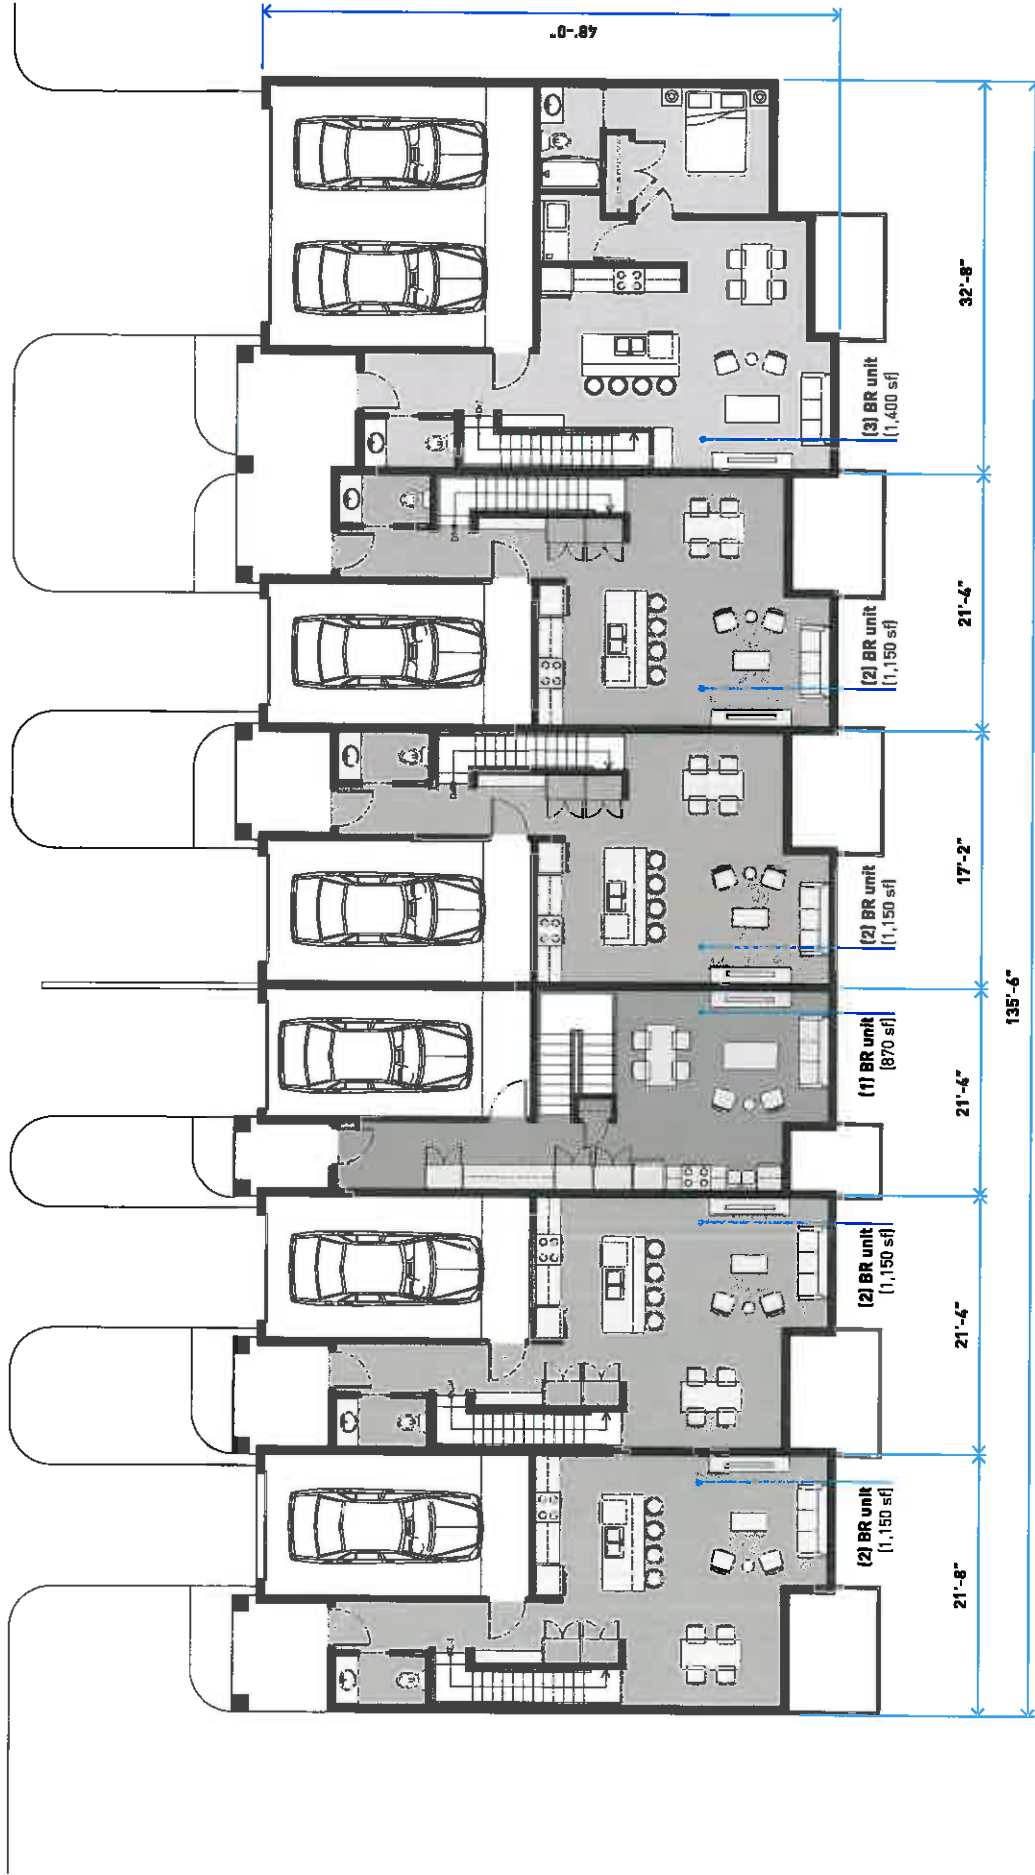 48'-0"
32'-8"
(3) BR unit
(1,400 sf)
21'-4"
(2) BR unit
(1,150 sf)
17'-2"
(2) BR unit
(1,150 sf)
135'-6"
21'-4"
(1) BR unit
(870 sf)
21'-4"
(2) BR unit
(1,150 sf)
21'-8"
(2) BR unit
(1,150 sf)